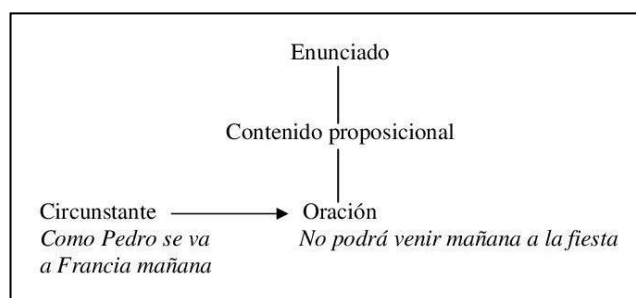 Enunciado
Contenido proposicional
Circunstante Oración
Como Pedro se va No podrá venir mañana a la fiesta
a Francia mañana